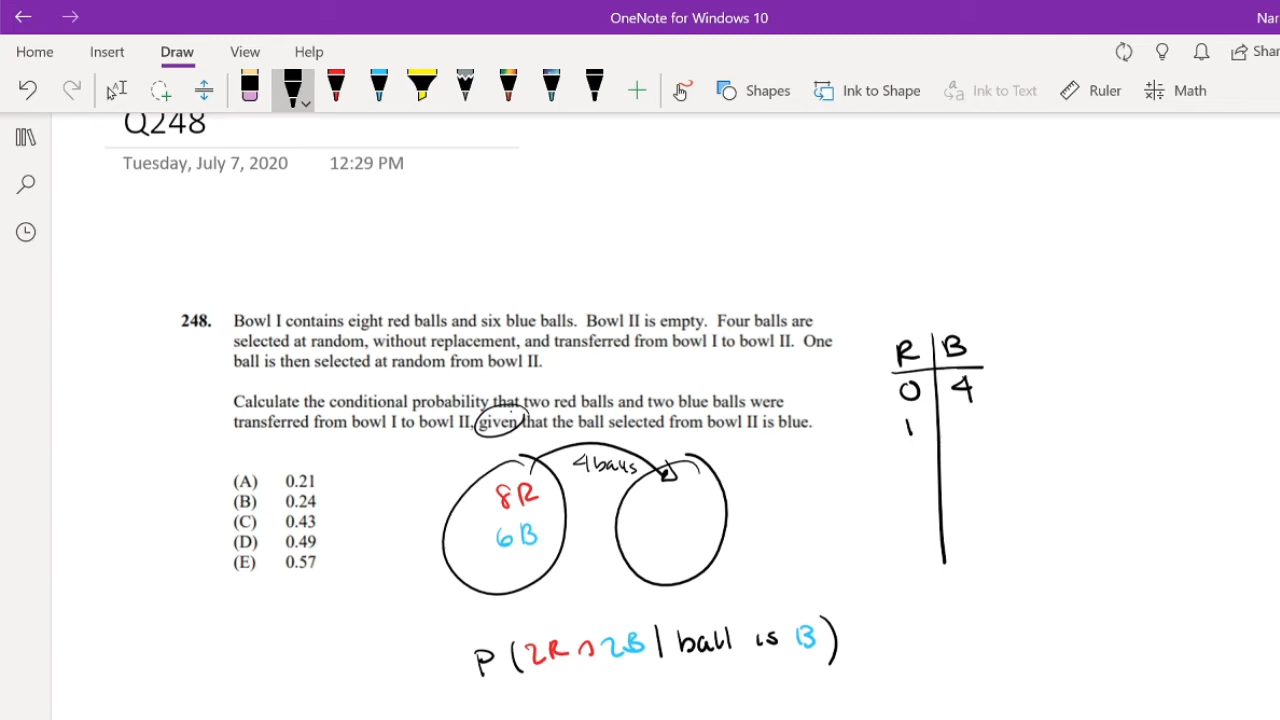 OneNote for Windows 10
Nar
Home Insert Draw View Help
Shar
Shapes Ink to Shape Ink to Text Ruler Math
Q248
Tuesday, July 7, 2020 12:29 PM
248. Bowl I contains eight red balls and six blue balls. Bowl II is empty. Four balls are
selected at random, without replacement, and transferred from bowl I to bowl II. One
ball is then selected at random from bowl II.
Calculate the conditional probability that two red balls and two blue balls were
transferred from bowl I to bowl II, given that the ball selected from bowl II is blue.
(A) 0.21
(B) 0.24
(C) 0.43
(D) 0.49
(E) 0.57
4 balls
8R
6B
R B
0 4
1
P (2R ∩ 2B | ball is B)